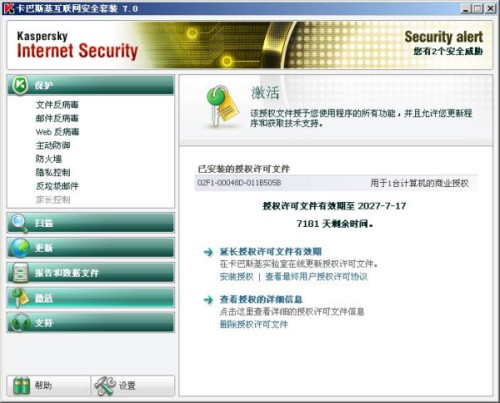 卡巴斯基互联网安全套装 7.0
Kaspersky
Internet Security
Security alert
您有2个安全威胁
保护
文件反病毒
邮件反病毒
Web 反病毒
主动防御
防火墙
隐私控制
反垃圾邮件
家长控制
扫描
更新
报告和数据文件
激活
支持
帮助
设置
激活
该授权文件授予您使用程序的所有功能，并且允许您更新程
序和获取技术支持。
已安装的授权许可文件
02F1-00048D-011B505B 用于1台计算机的商业授权
授权许可文件有效期至 2027-7-17
7181 天剩余时间。
延长授权许可文件有效期
在卡巴斯基实验室在线更新授权许可文件。
安装授权 | 查看最终用户授权许可协议
查看授权的详细信息
点击这里查看详细的授权许可文件信息
删除授权许可文件